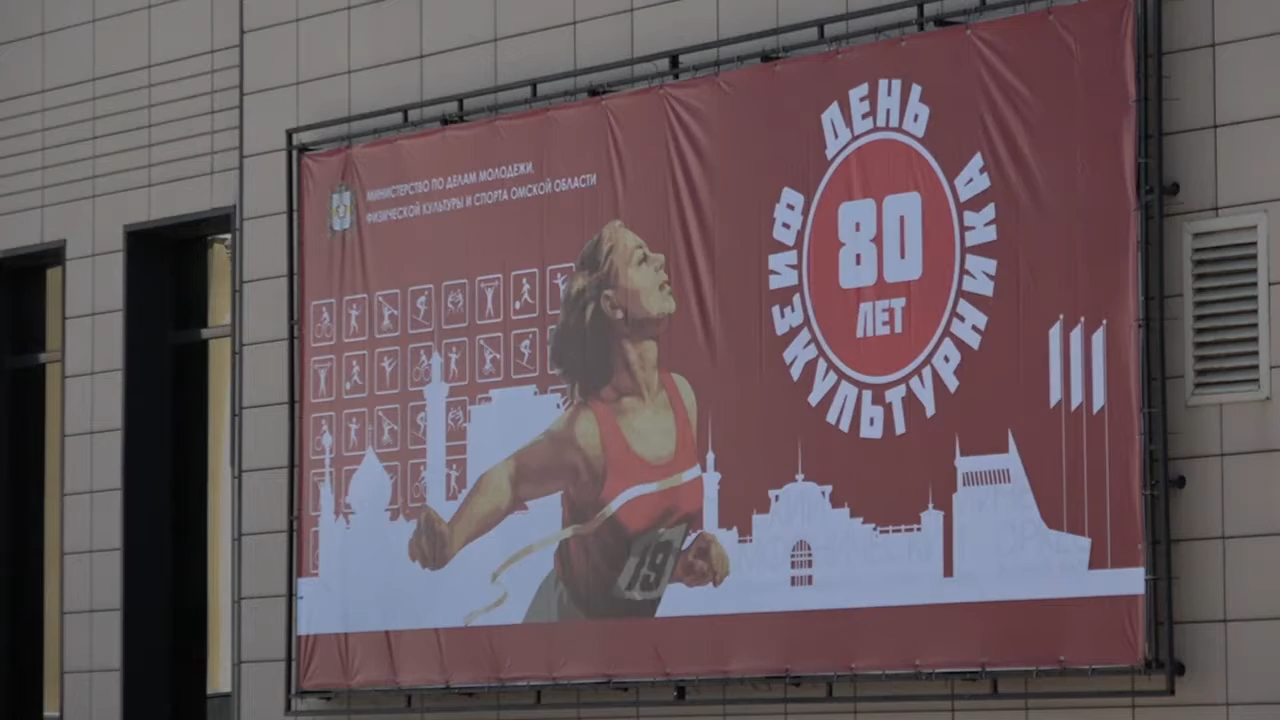 МИНИСТЕРСТВО ПО ДЕЛАМ МОЛОДЕЖИ,
ФИЗИЧЕСКОЙ КУЛЬТУРЫ И СПОРТА ОМСКОЙ ОБЛАСТИ
ДЕНЬ
ФИЗКУЛЬТУРНИКА
80
ЛЕТ
19